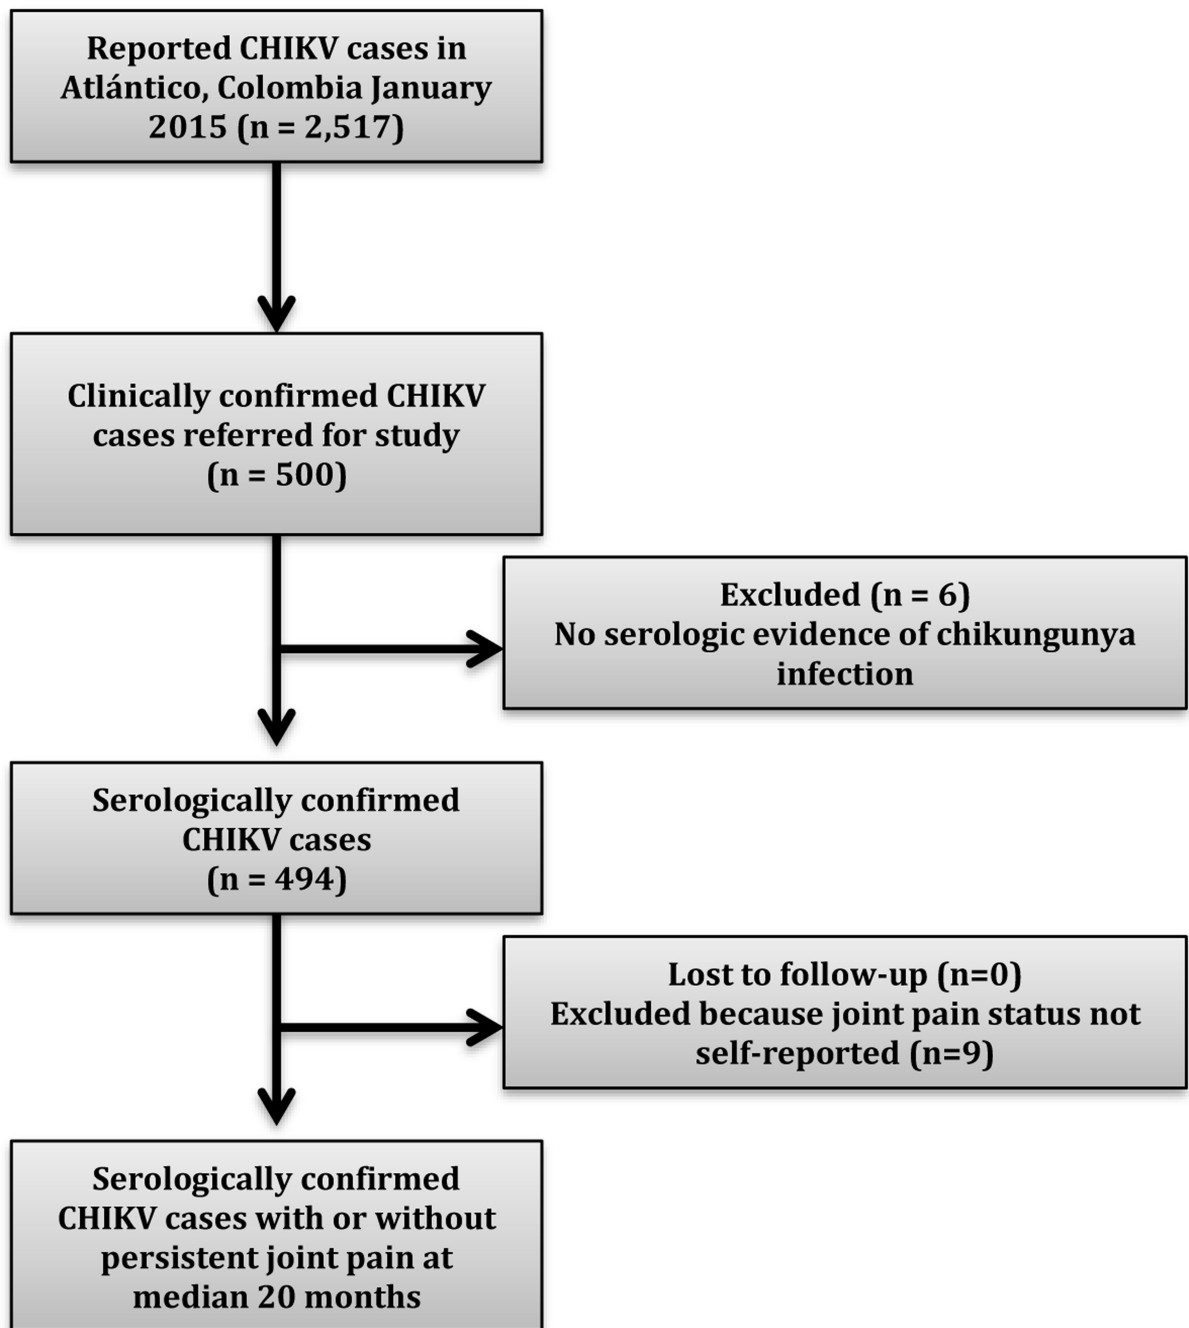 Reported CHIKV cases in
Atlántico, Colombia January
2015 (n = 2,517)
Clinically confirmed CHIKV
cases referred for study
(n = 500)
Excluded (n = 6)
No serologic evidence of chikungunya
infection
Serologically confirmed
CHIKV cases
(n = 494)
Lost to follow-up (n=0)
Excluded because joint pain status not
self-reported (n=9)
Serologically confirmed
CHIKV cases with or without
persistent joint pain at
median 20 months